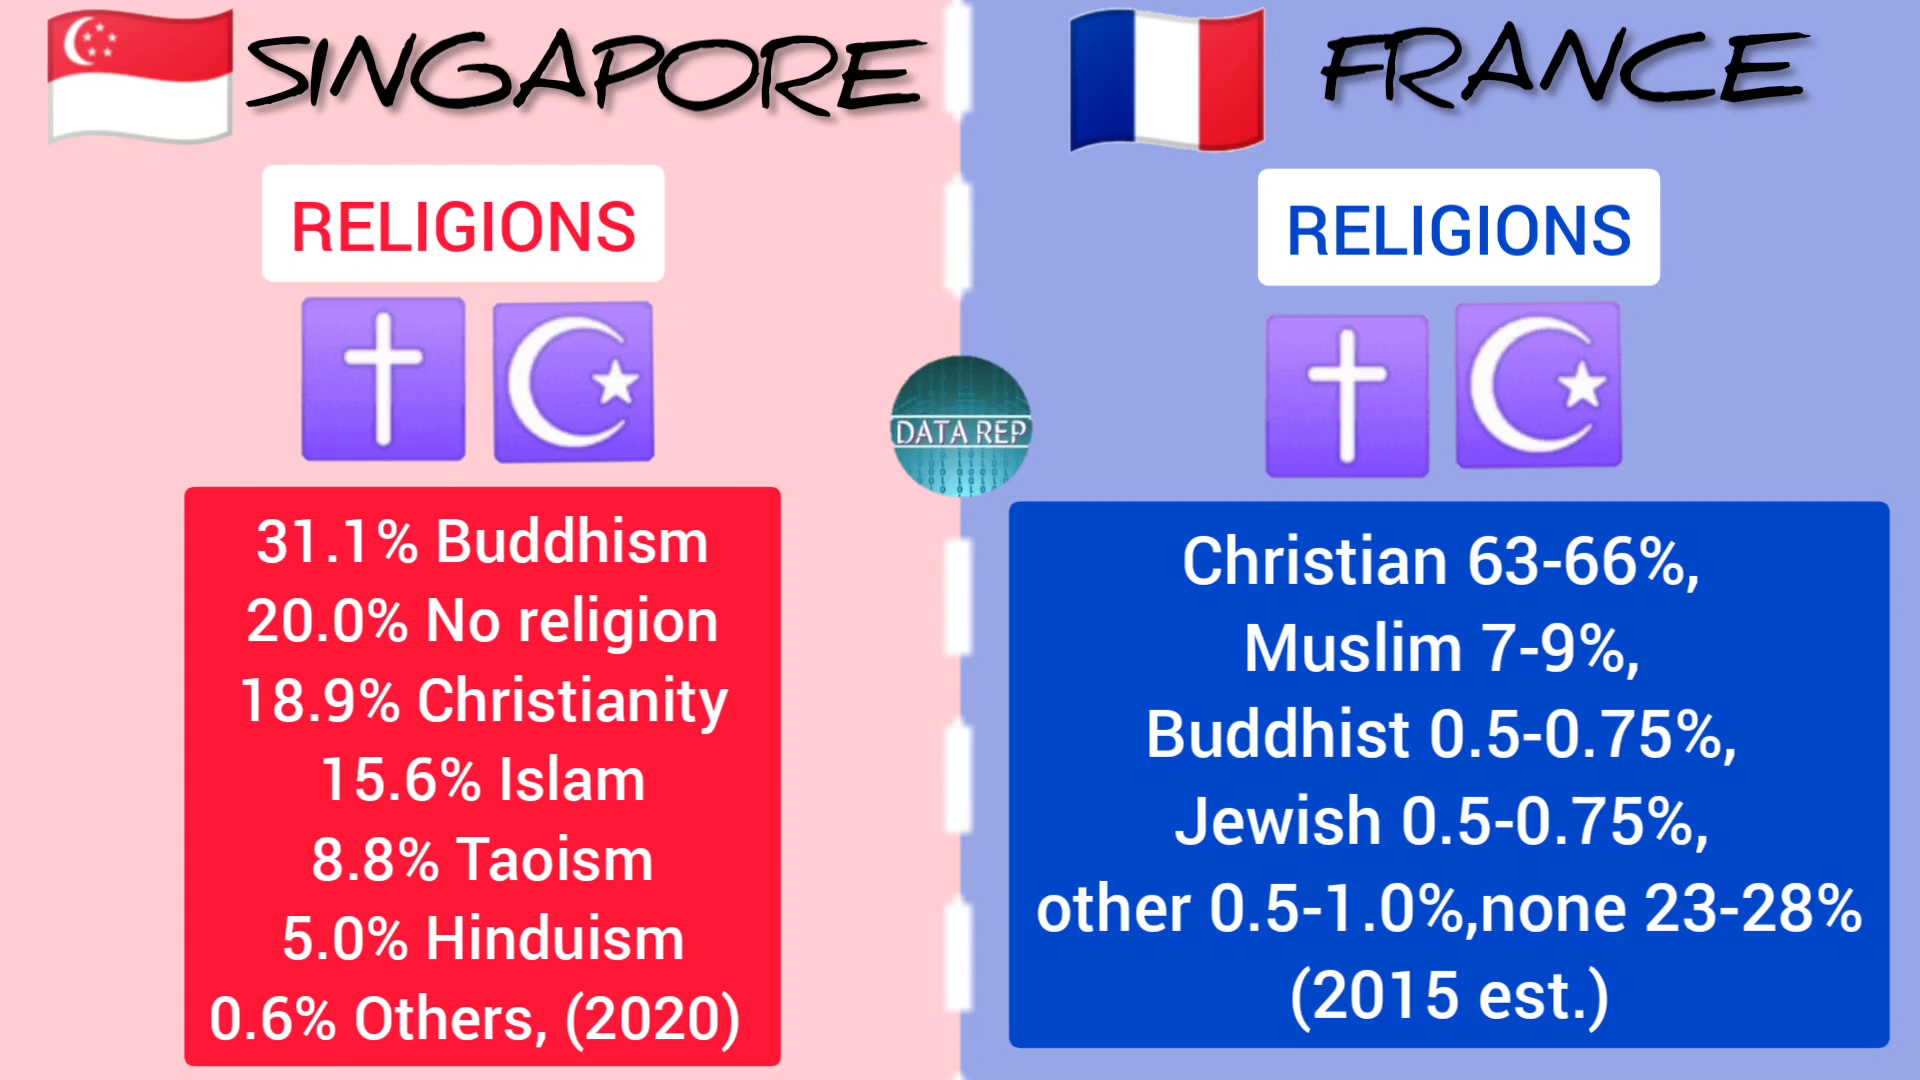 SINGAPORE
RELIGIONS
31.1% Buddhism
20.0% No religion
18.9% Christianity
15.6% Islam
8.8% Taoism
5.0% Hinduism
0.6% Others, (2020)
DATA REP
FRANCE
RELIGIONS
Christian 63-66%,
Muslim 7-9%,
Buddhist 0.5-0.75%,
Jewish 0.5-0.75%,
other 0.5-1.0%,none 23-28%
(2015 est.)